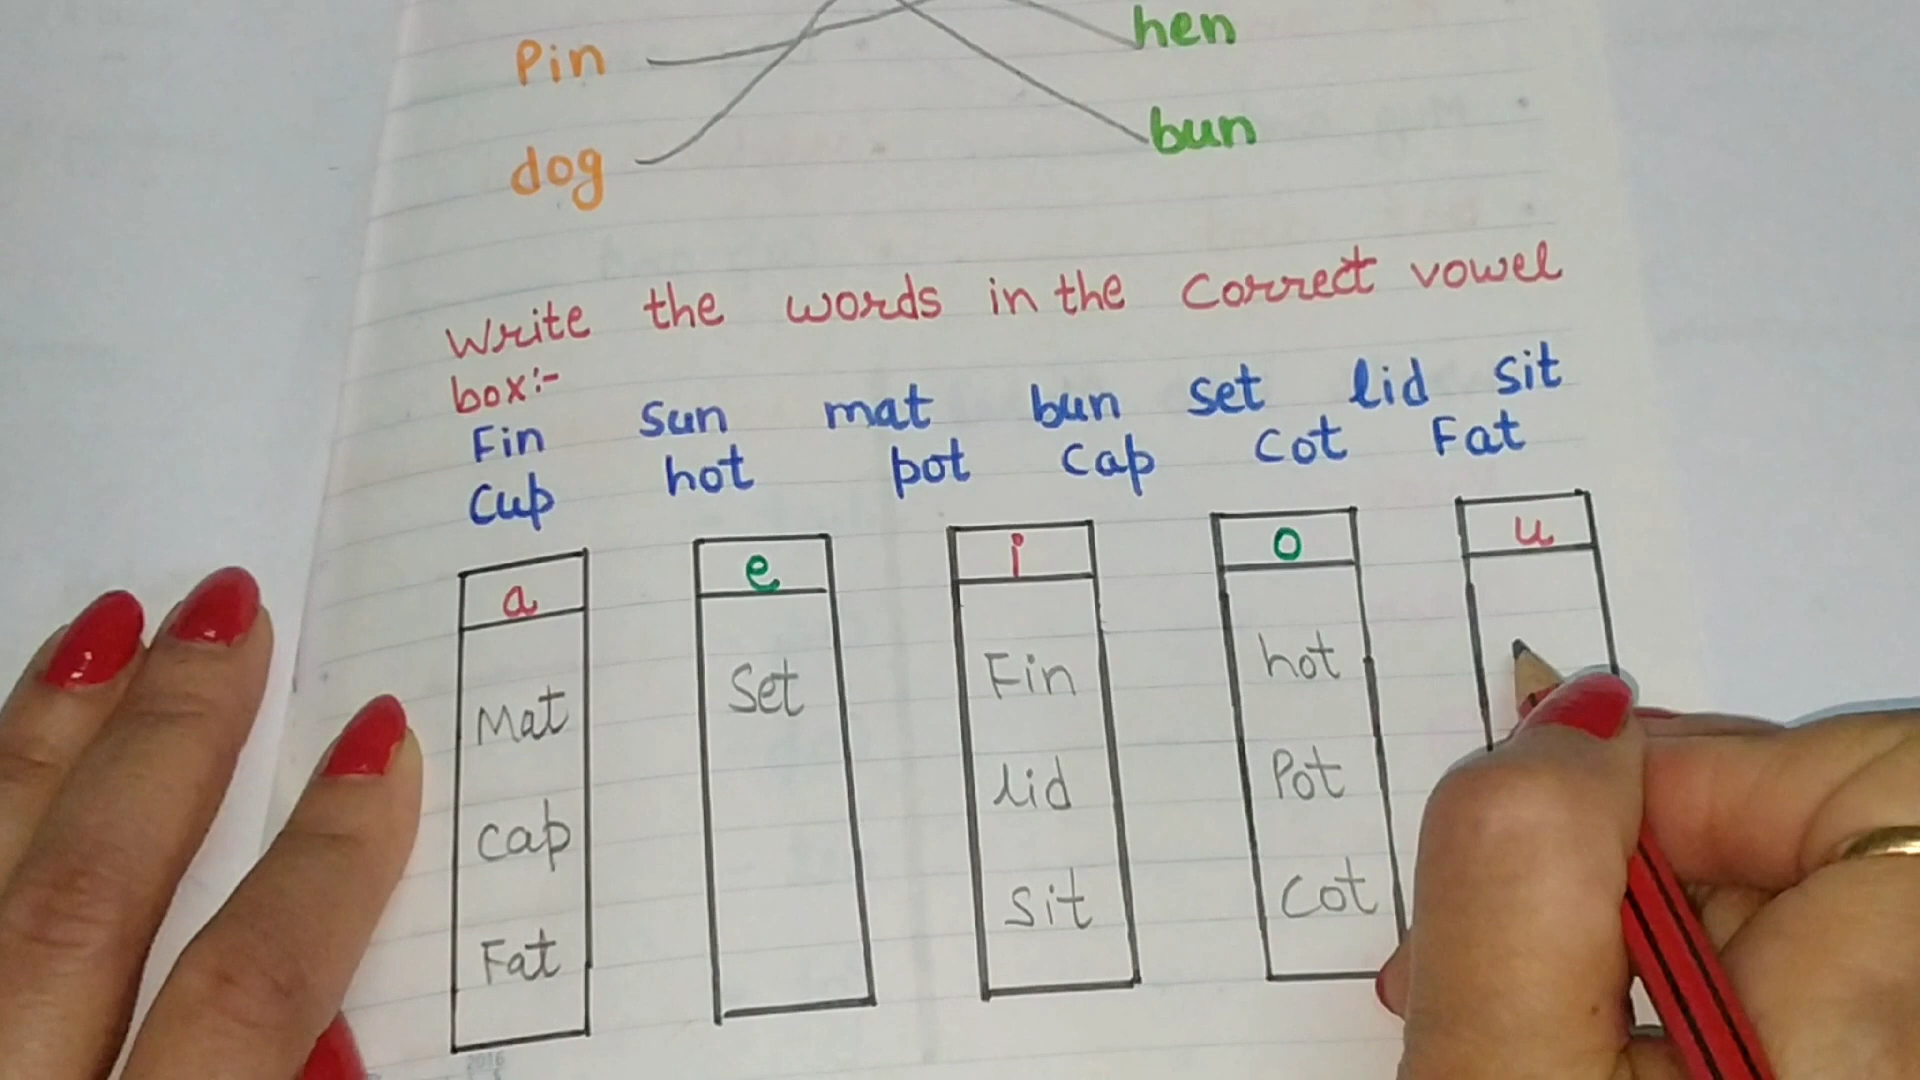 Pin hen
dog bun
Write the words in the correct vowel
box:-
Fin Sun mat bun set lid sit
Cup hot pot Cap Cot Fat
a e i o u
Mat Set Fin hot
Cap lid Pot
Fat Sit Cot
2016